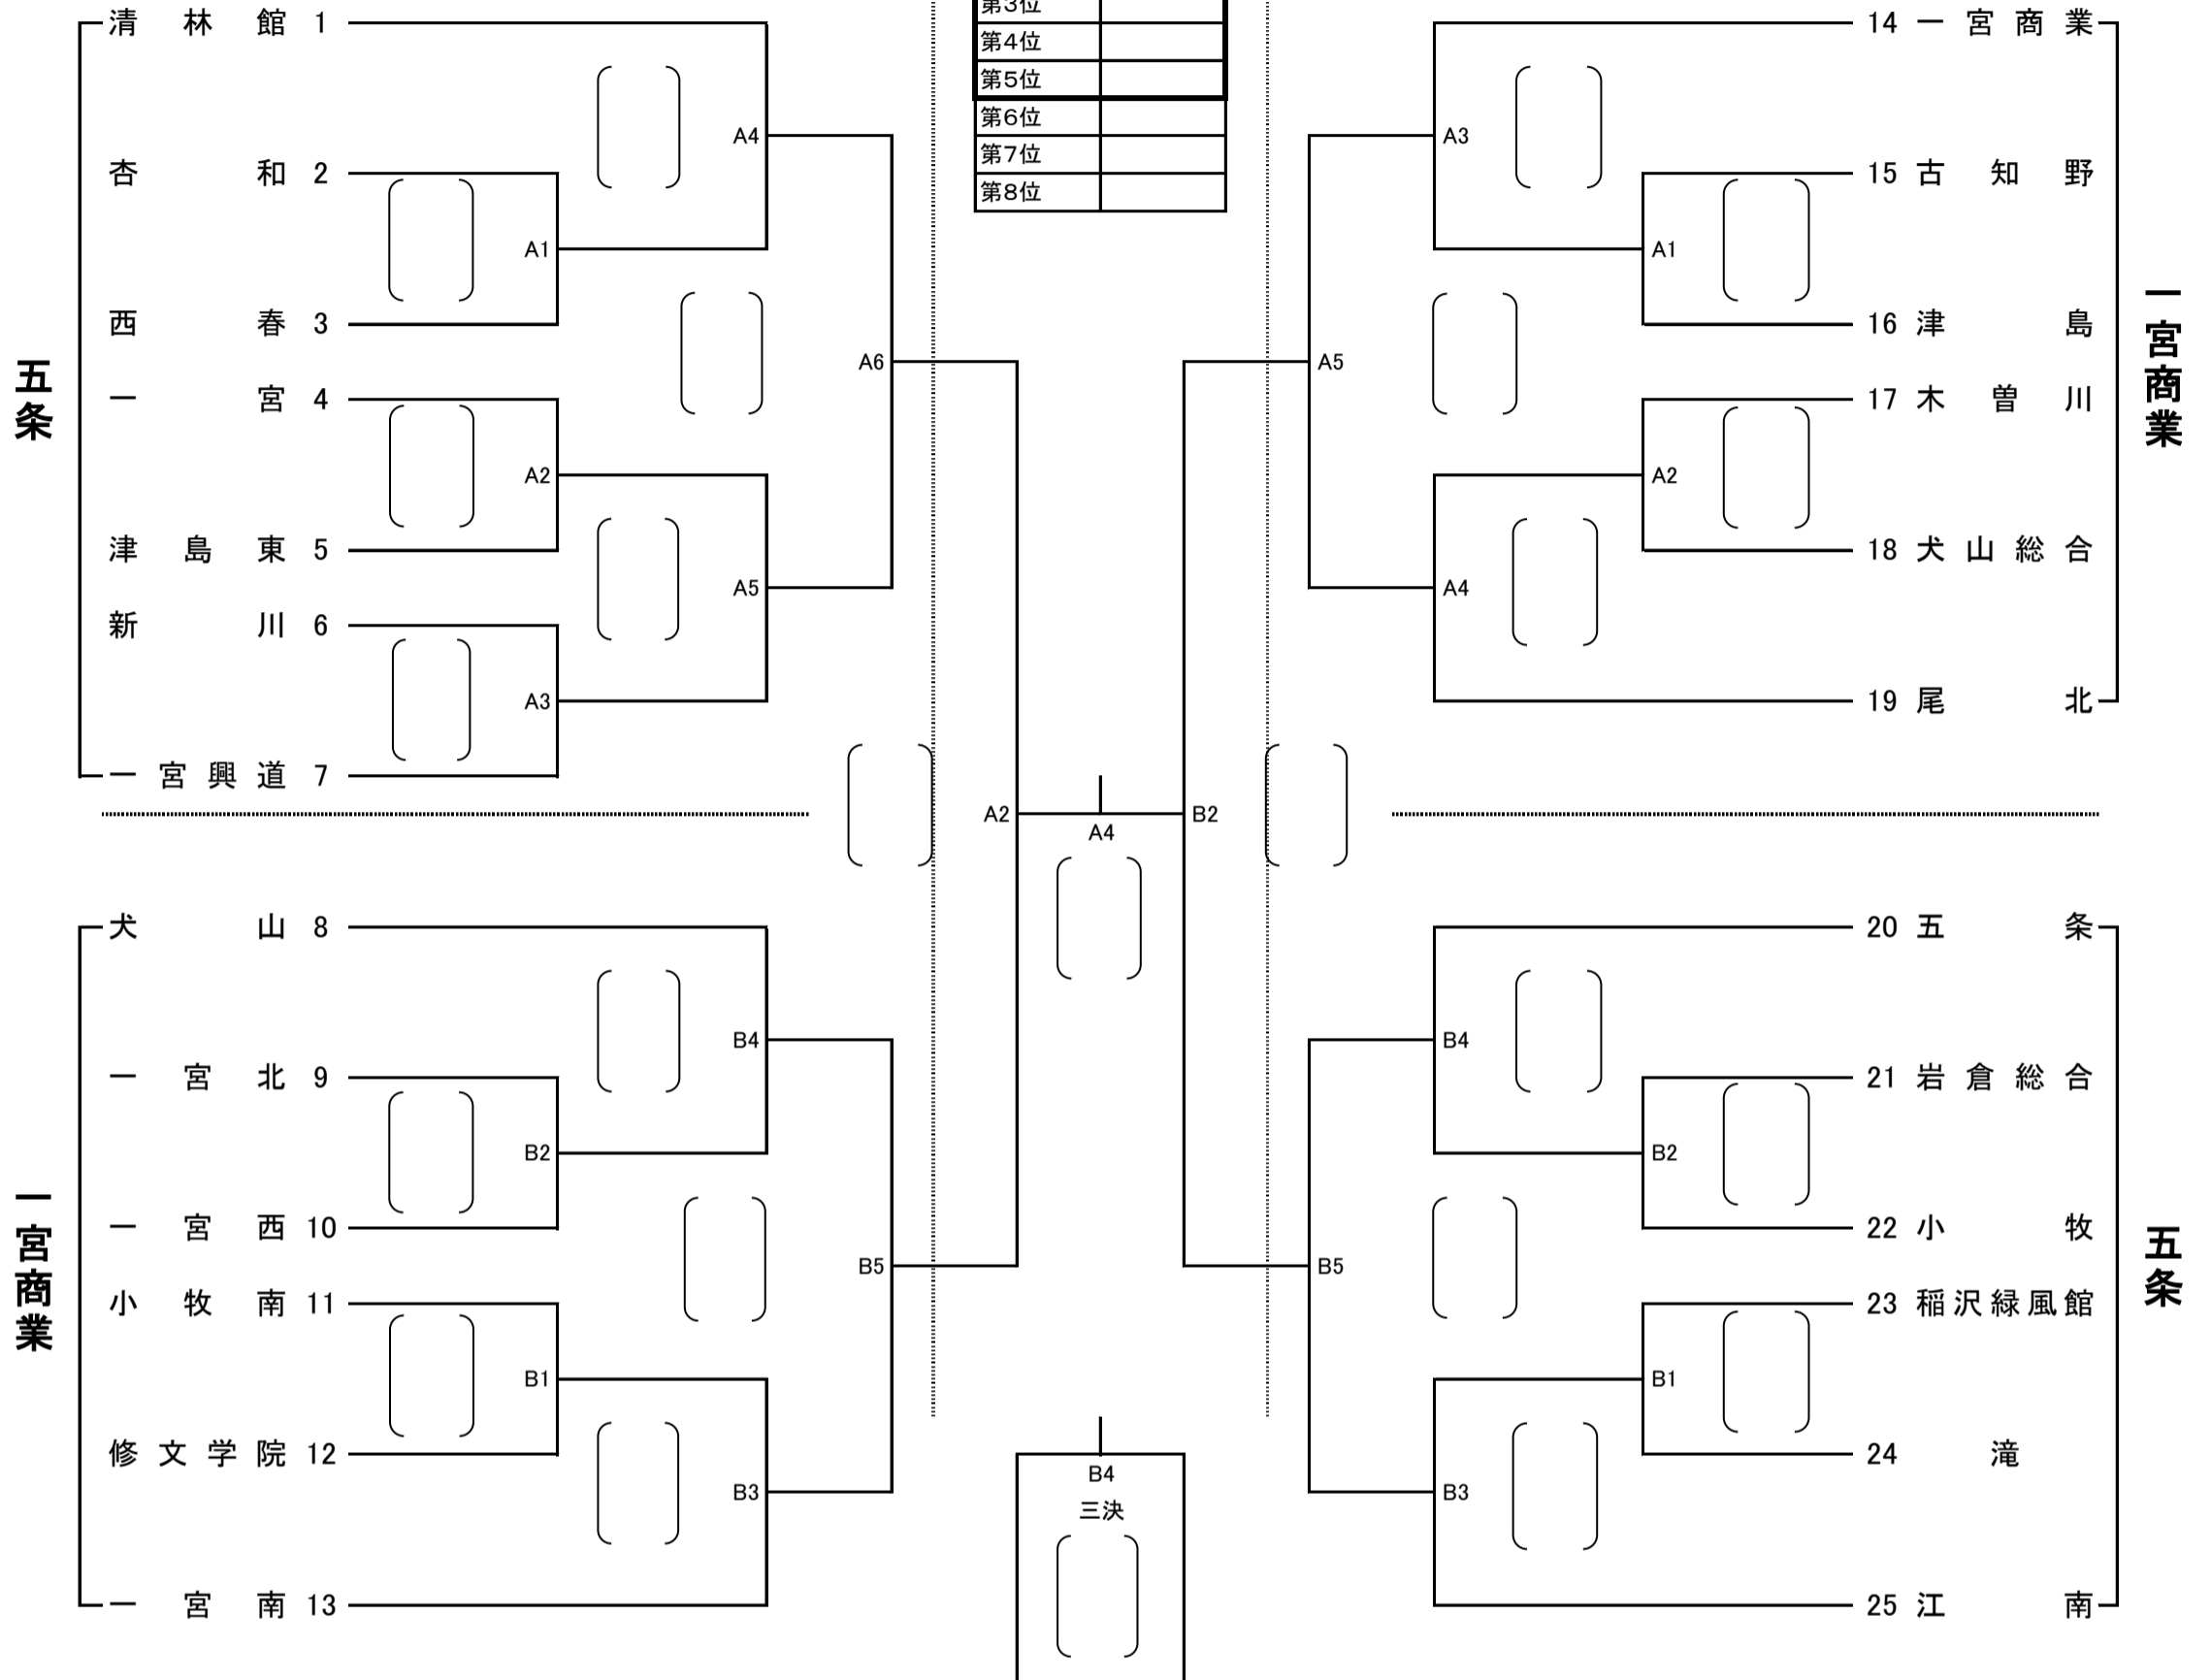 第3位
第4位
第5位
第6位
第7位
第8位
五条
清林館 1
杏和 2
西春 3
一宮 4
津島東 5
新川 6
一宮興道 7
A4
A1
A6
A2
A5
A3
一宮商業
犬山 8
一宮北 9
一宮西 10
小牧南 11
修文学院 12
一宮南 13
B4
B2
B5
B1
B3
A2
A4
B2
B4
三決
14 一宮商業
15 古知野
16 津島
17 木曽川
18 犬山総合
19 尾北
一宮商業
A3
A1
A5
A2
A4
20 五条
21 岩倉総合
22 小牧
23 稲沢緑風館
24 滝
25 江南
五条
B4
B2
B5
B1
B3